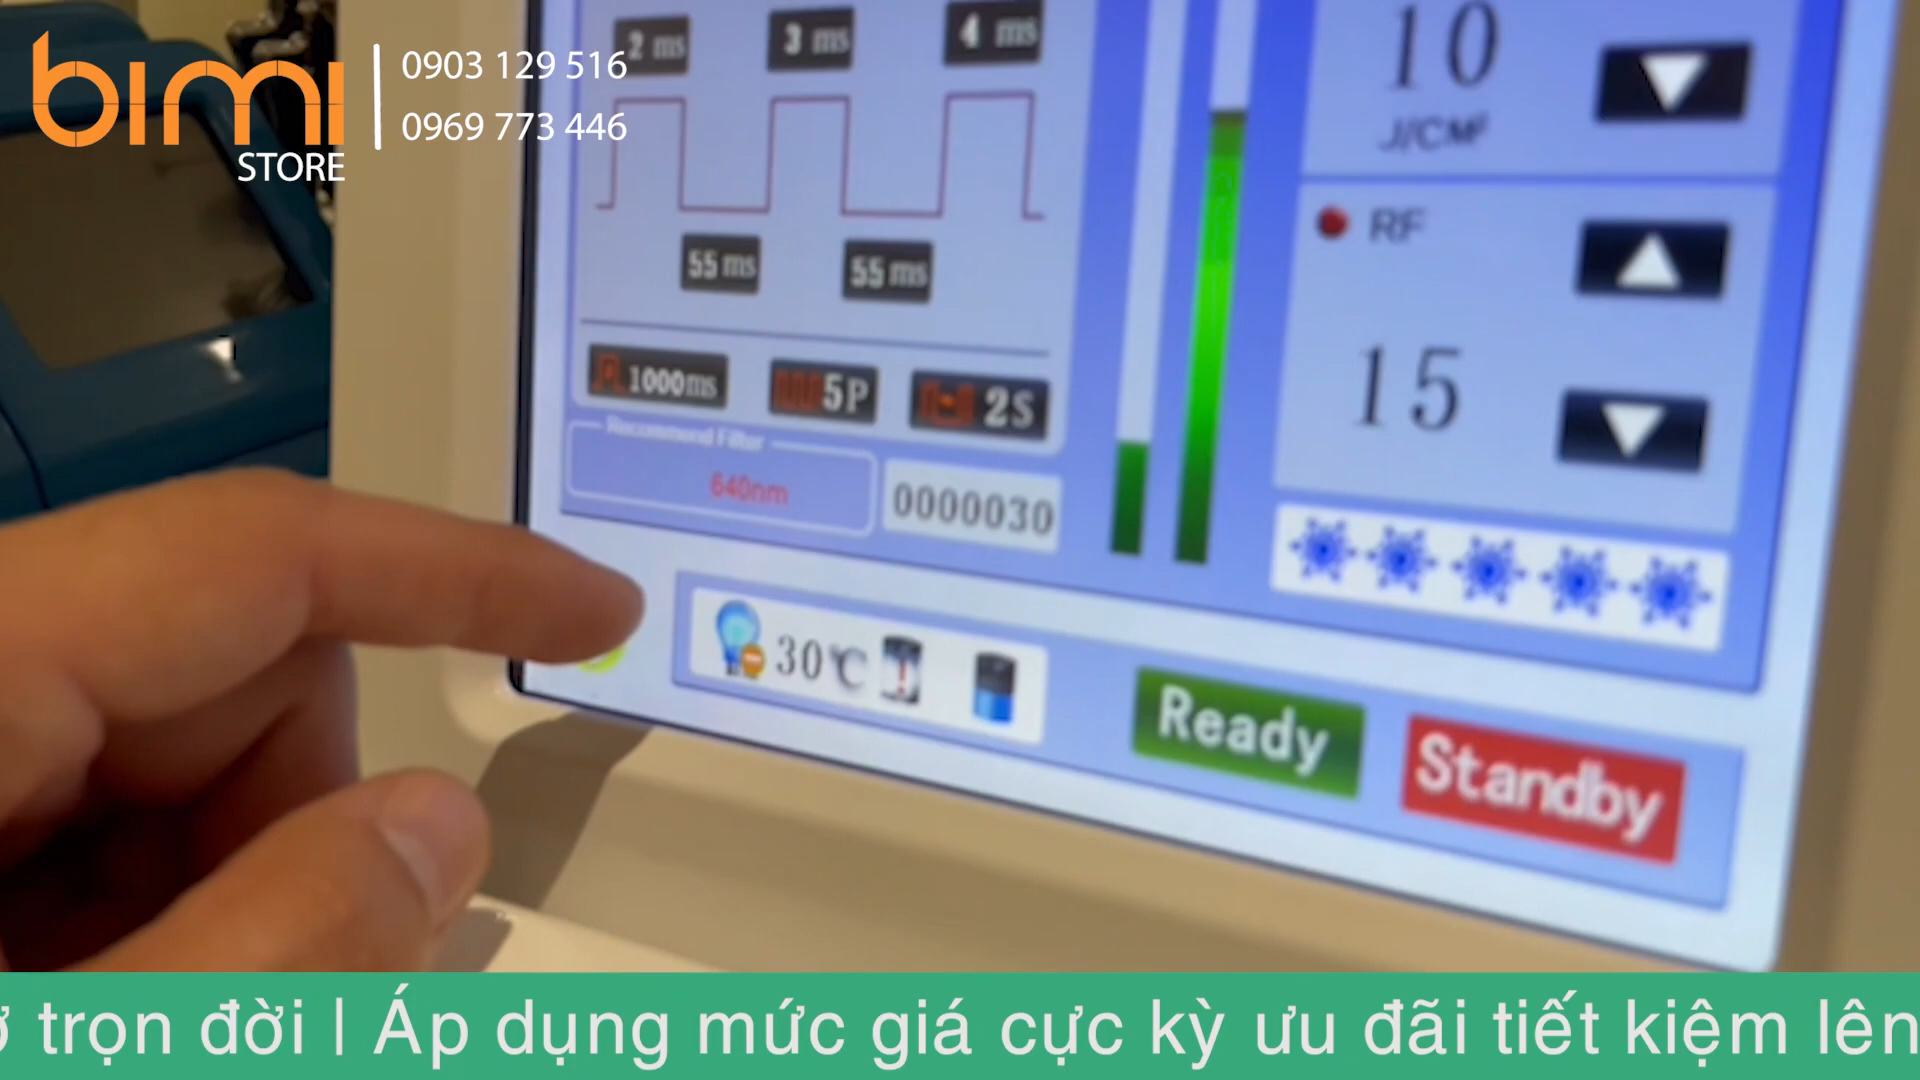 bimi
STORE
0903 129 516
0969 773 446
2 ms
3 ms
4 ms
55 ms
55 ms
1000ms
5P
2S
Recommend Filter
640nm
0000030
10
J/CM²
RF
15
30℃
Ready
Standby
trọn đời | Áp dụng mức giá cực kỳ ưu đãi tiết kiệm lên